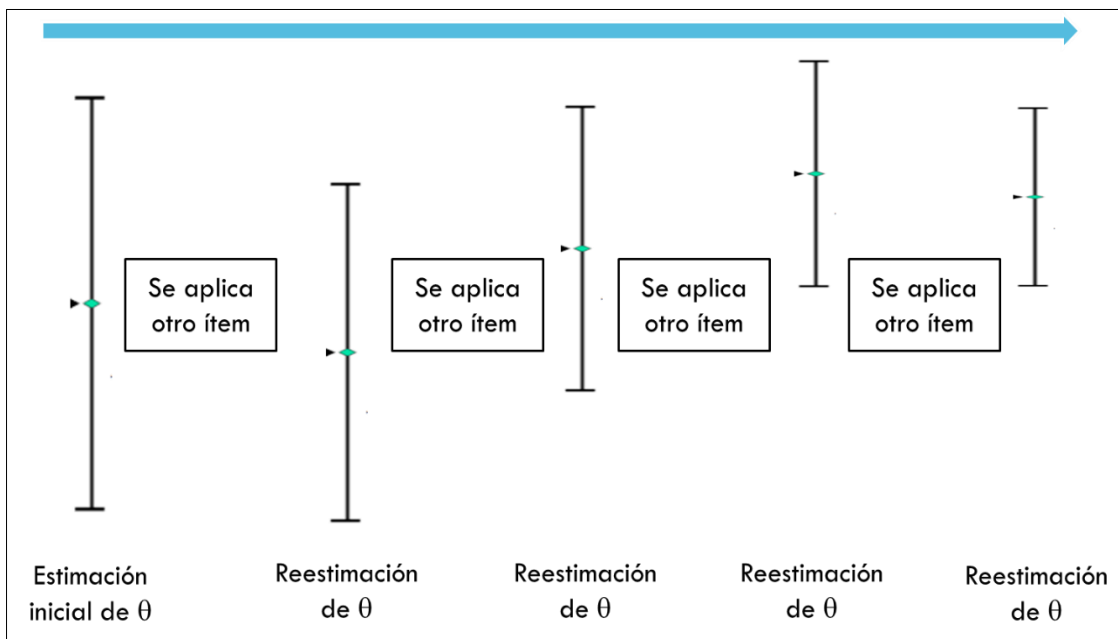 Se aplica
otro ítem
Se aplica
otro ítem
Se aplica
otro ítem
Se aplica
otro ítem
Estimación
inicial de θ
Reestimación
de θ
Reestimación
de θ
Reestimación
de θ
Reestimación
de θ